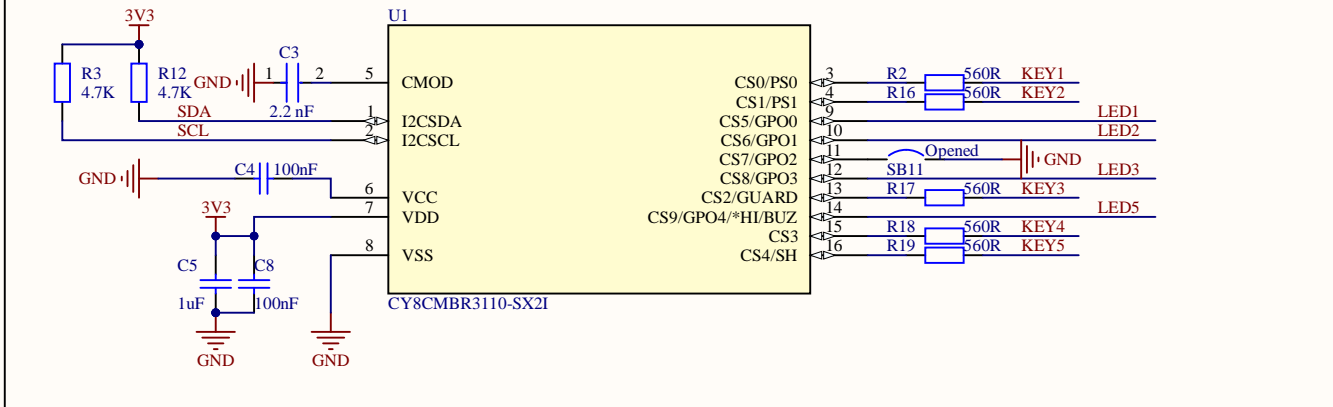 U1
3V3
C3
R3
4.7K
R12
4.7K
GND
1
2
2.2 nF
SDA
SCL
5
CMOD
1
I2CSDA
2
I2CSCL
GND
C4
100nF
6
VCC
3V3
7
VDD
8
VSS
C5
1uF
C8
100nF
GND
GND
CS0/PS0
3
R2
560R
KEY1
CS1/PS1
4
R16
560R
KEY2
CS5/GPO0
9
LED1
CS6/GPO1
10
LED2
CS7/GPO2
11
SB11
Opened
GND
CS8/GPO3
12
LED3
CS2/GUARD
13
R17
560R
KEY3
CS9/GPO4/*HI/BUZ
14
LED5
CS3
15
R18
560R
KEY4
CS4/SH
16
R19
560R
KEY5
CY8CMBR3110-SX2I